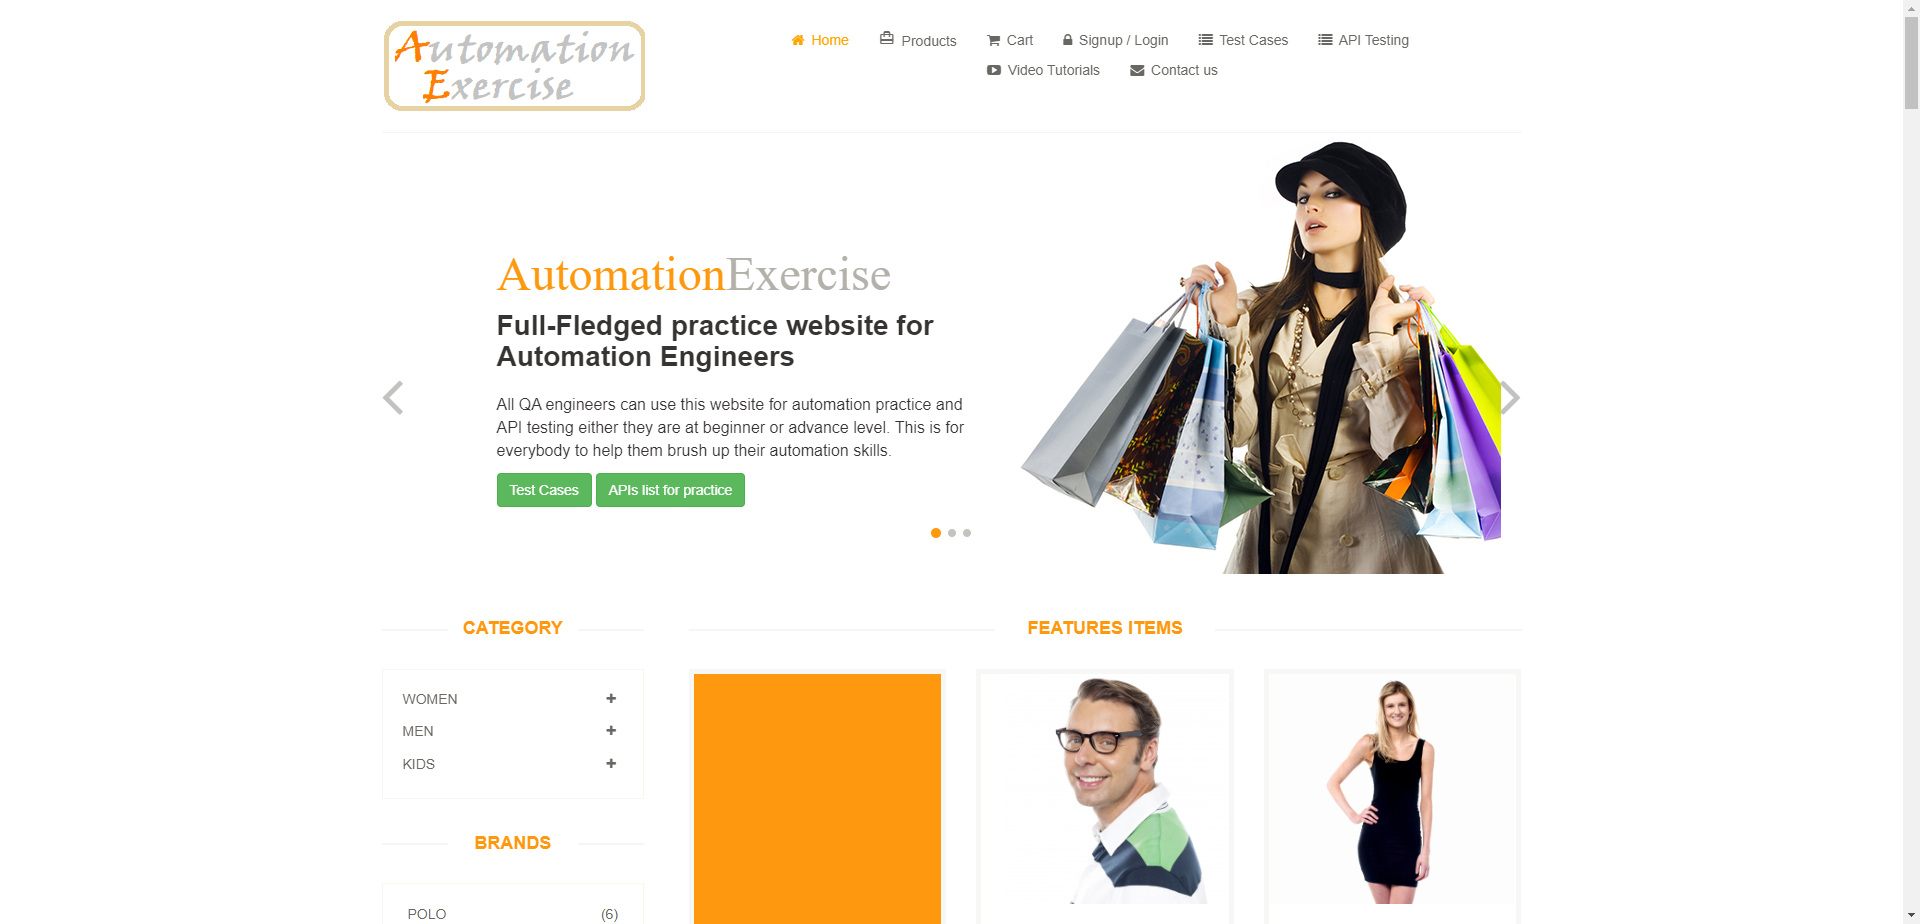 Automation
Exercise
Home
Products
Cart
Signup / Login
Test Cases
API Testing
Video Tutorials
Contact us
AutomationExercise
Full-Fledged practice website for
Automation Engineers
All QA engineers can use this website for automation practice and
API testing either they are at beginner or advance level. This is for
everybody to help them brush up their automation skills.
Test Cases
APIs list for practice
CATEGORY
WOMEN
MEN
KIDS
BRANDS
POLO (6)
FEATURES ITEMS